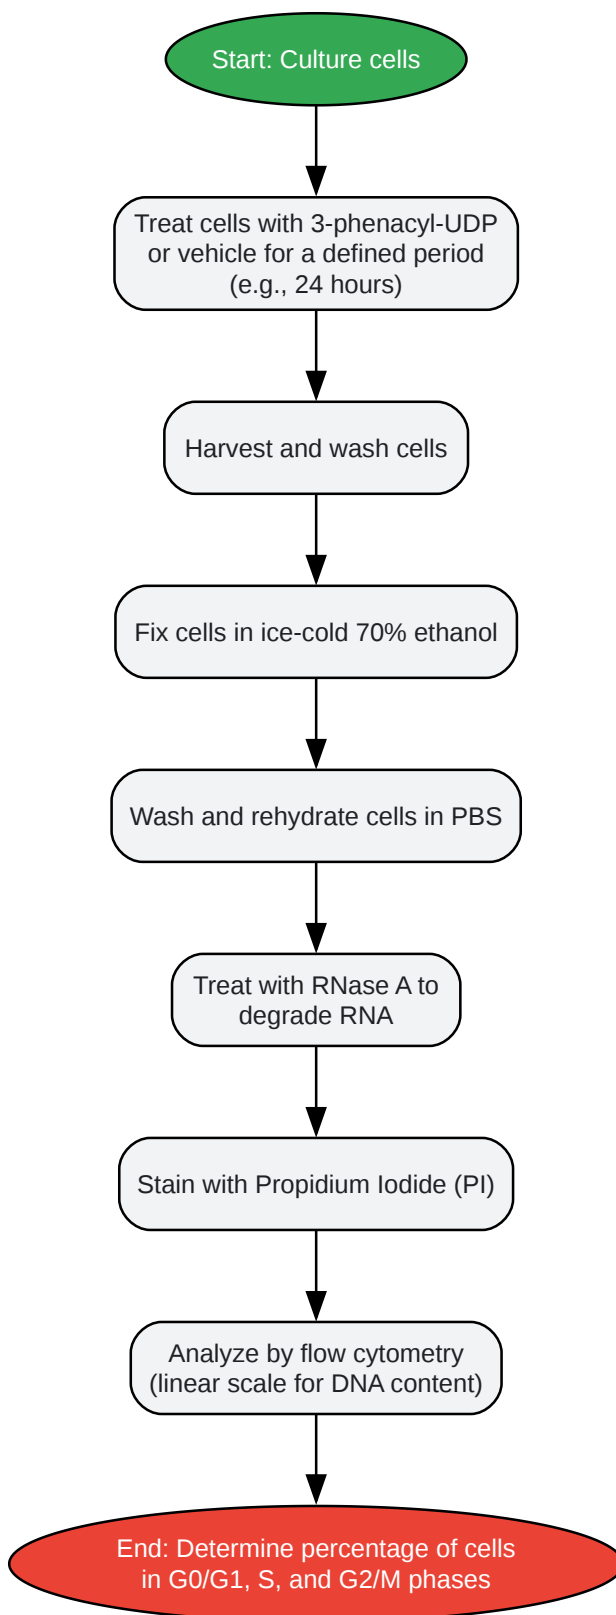 Start: Culture cells
Treat cells with 3-phenacyl-UDP
or vehicle for a defined period
(e.g., 24 hours)
Harvest and wash cells
Fix cells in ice-cold 70% ethanol
Wash and rehydrate cells in PBS
Treat with RNase A to
degrade RNA
Stain with Propidium Iodide (PI)
Analyze by flow cytometry
(linear scale for DNA content)
End: Determine percentage of cells
in G0/G1, S, and G2/M phases